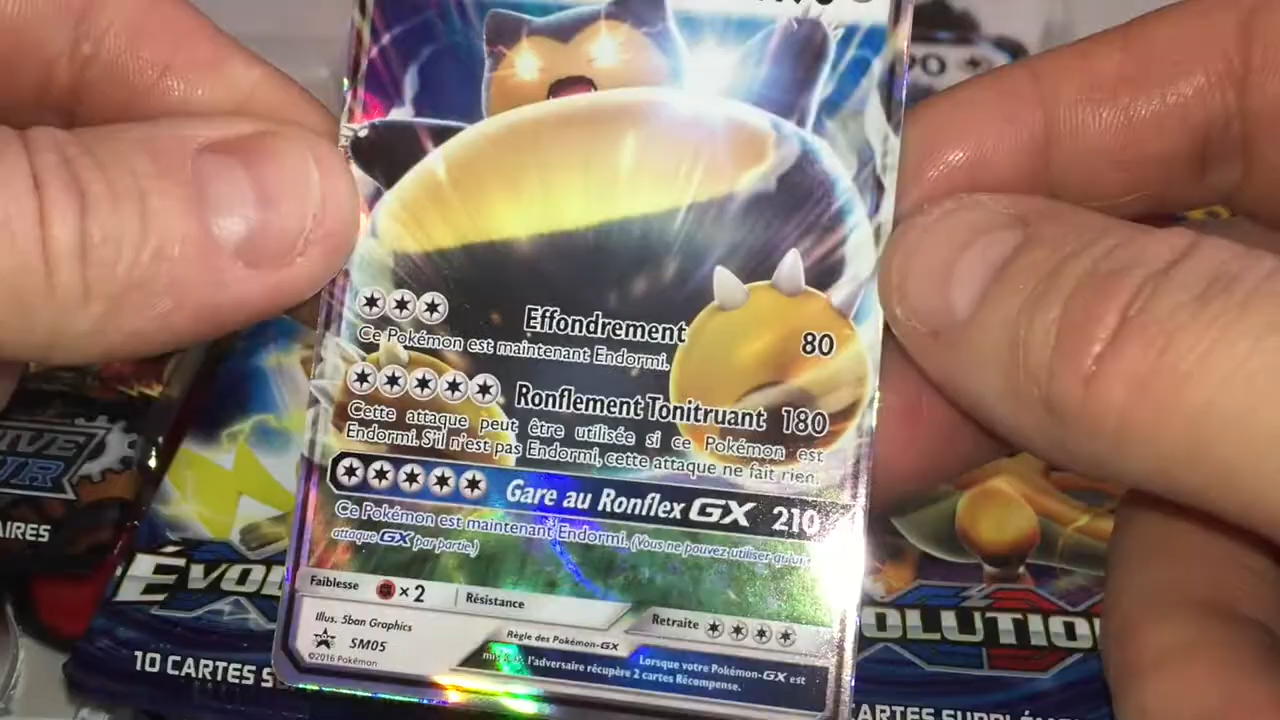 Effondrement 80
Ce Pokémon est maintenant Endormi.
Ronflement Tonitruant 180
Cette attaque peut être utilisée si ce Pokémon est
Endormi. S'il n'est pas Endormi, cette attaque ne fait rien.
Gare au Ronflex GX 210
Ce Pokémon est maintenant Endormi. (Vous ne pouvez utiliser
attaque GX par partie.)
Faiblesse ×2 Résistance Retraite
Illus. 5ban Graphics
SM05
©2016 Pokémon
Règle des Pokémon-GX
Lorsque votre Pokémon-GX est
mis K.O., l'adversaire récupère 2 cartes Récompense.
10 CARTES